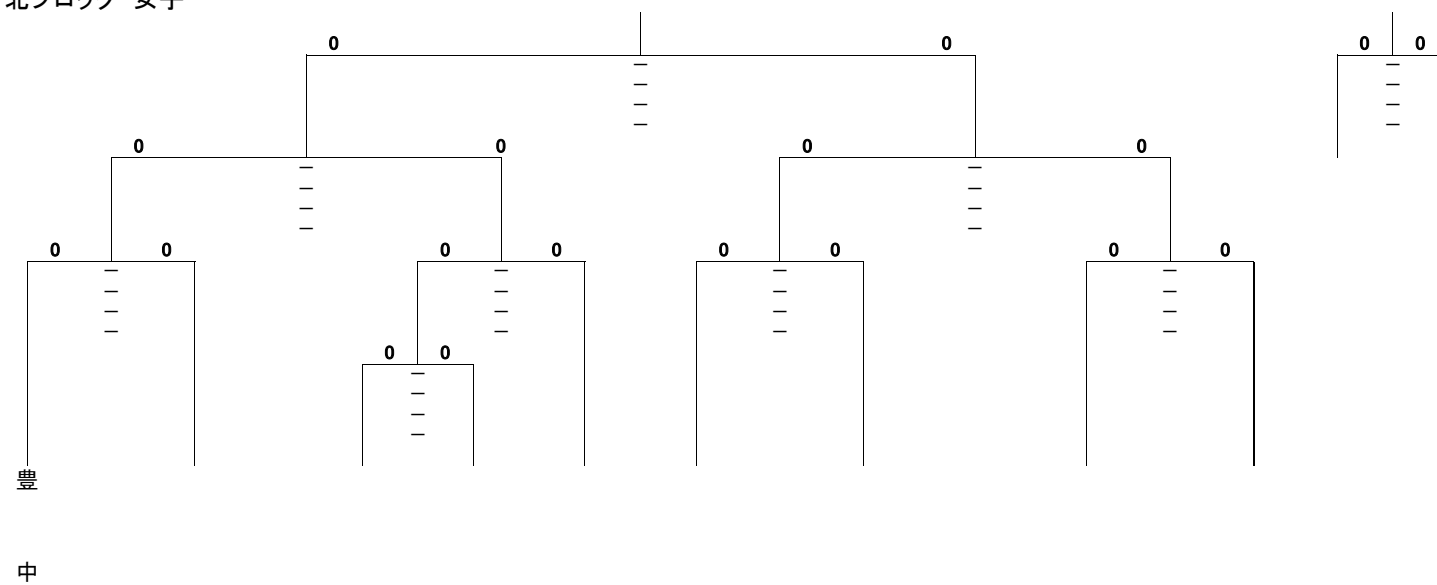 北ブロック 女子
0 0 0 0
— —
— —
— —
— —
0 0 0 0
— —
— —
— —
— —
0 0 0 0 0 0 0 0
— — — —
— — — —
— — — —
— — — —
0 0
—
—
—
—
豊
中